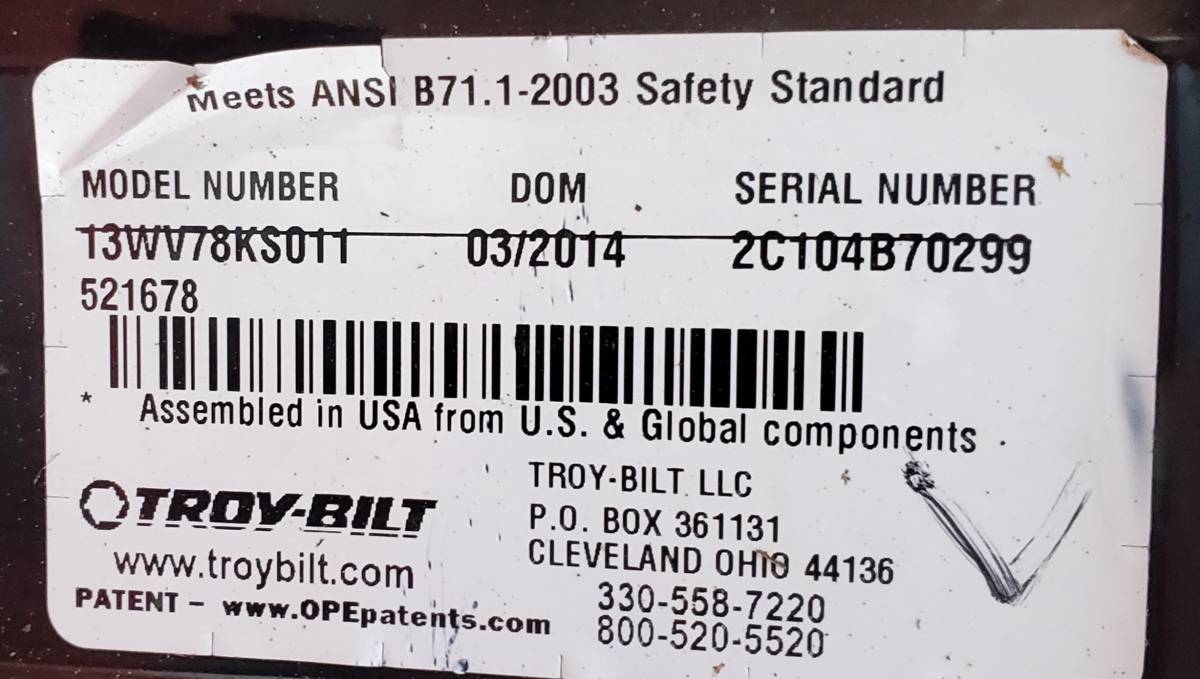 Meets ANSI B71.1-2003 Safety Standard
MODEL NUMBER DOM SERIAL NUMBER
13WV78KS011 03/2014 2C104B70299
521678
* Assembled in USA from U.S. & Global components
TROY-BILT
www.troybilt.com
PATENT - www.OPEpatents.com
TROY-BILT LLC
P.O. BOX 361131
CLEVELAND OHIO 44136
330-558-7220
800-520-5520